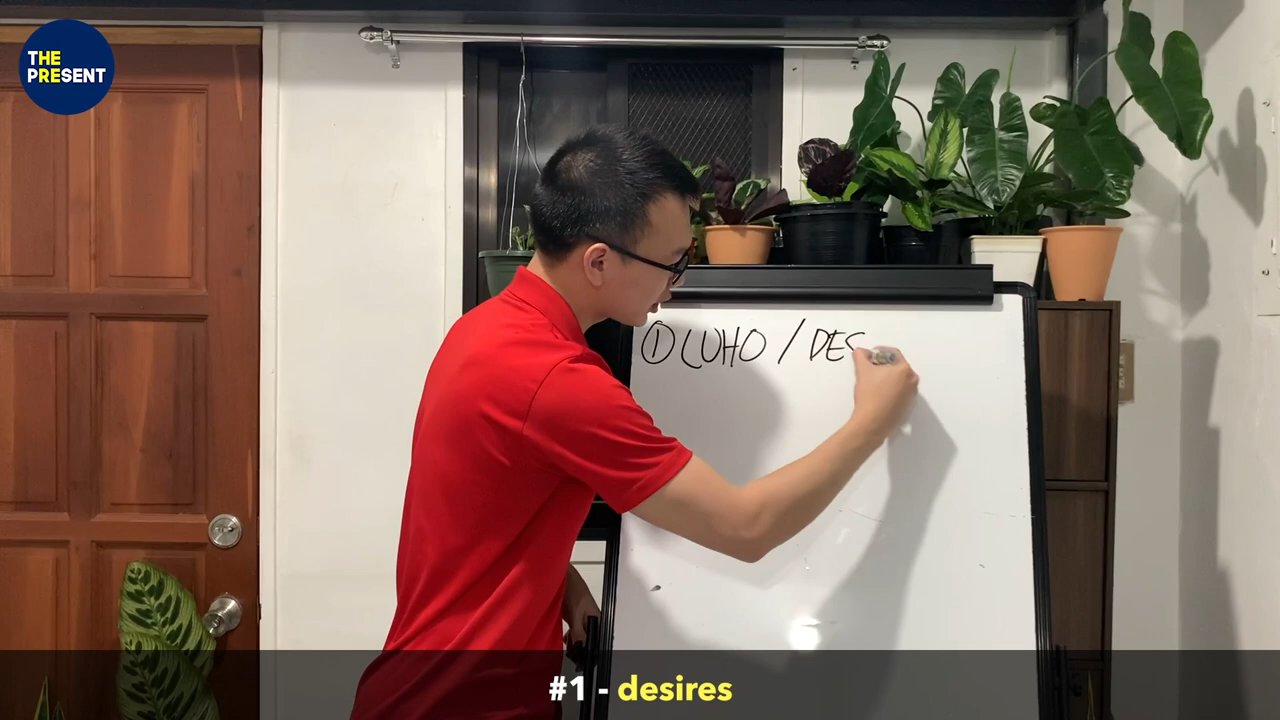 THE
PRESENT
① LUHO / DES
#1 - desires